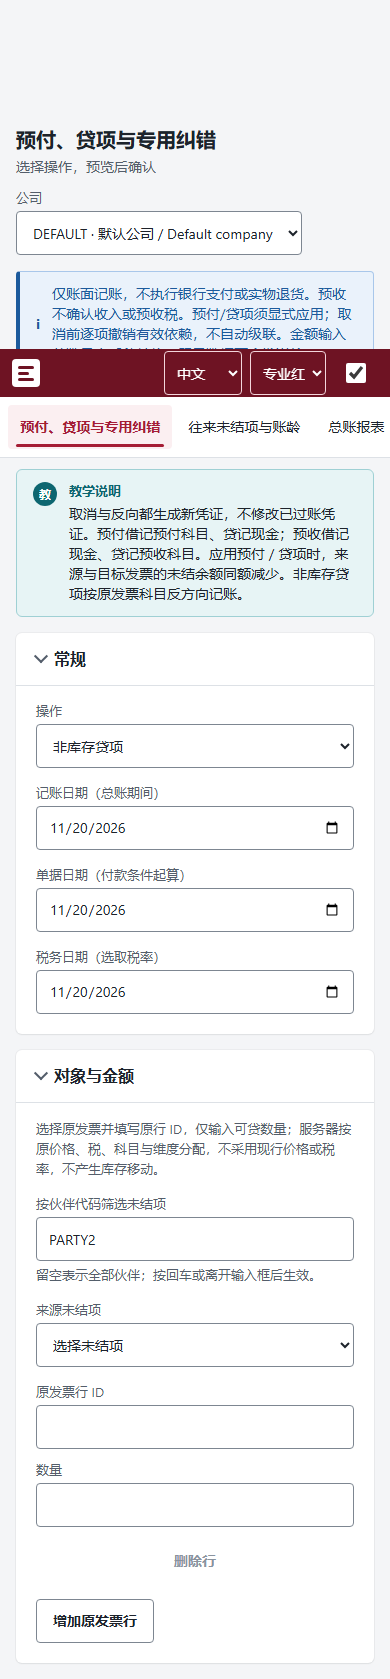 预付、贷项与专用纠错
选择操作，预览后确认
公司
DEFAULT · 默认公司 / Default company
仅账面记账，不执行银行支付或实物退货。预收
不确认收入或预收税。预付/贷项须显式应用；取
消前逐项撤销有效依赖，不自动级联。金额输入
中文
专业红
预付、贷项与专用纠错
往来未结项与账龄
总账报表
教
教学说明
取消与反向都生成新凭证，不修改已过账凭
证。预付借记预付科目、贷记现金；预收借记
现金、贷记预收科目。应用预付 / 贷项时，来
源与目标发票的未结余额同额减少。非库存贷
项按原发票科目反方向记账。
常规
操作
非库存贷项
记账日期（总账期间）
11/20/2026
单据日期（付款条件起算）
11/20/2026
税务日期（选取税率）
11/20/2026
对象与金额
选择原发票并填写原行 ID，仅输入可贷数量；服务器按
原价格、税、科目与维度分配，不采用现行价格或税
率，不产生库存移动。
按伙伴代码筛选未结项
PARTY2
留空表示全部伙伴；按回车或离开输入框后生效。
来源未结项
选择未结项
原发票行 ID
数量
删除行
增加原发票行